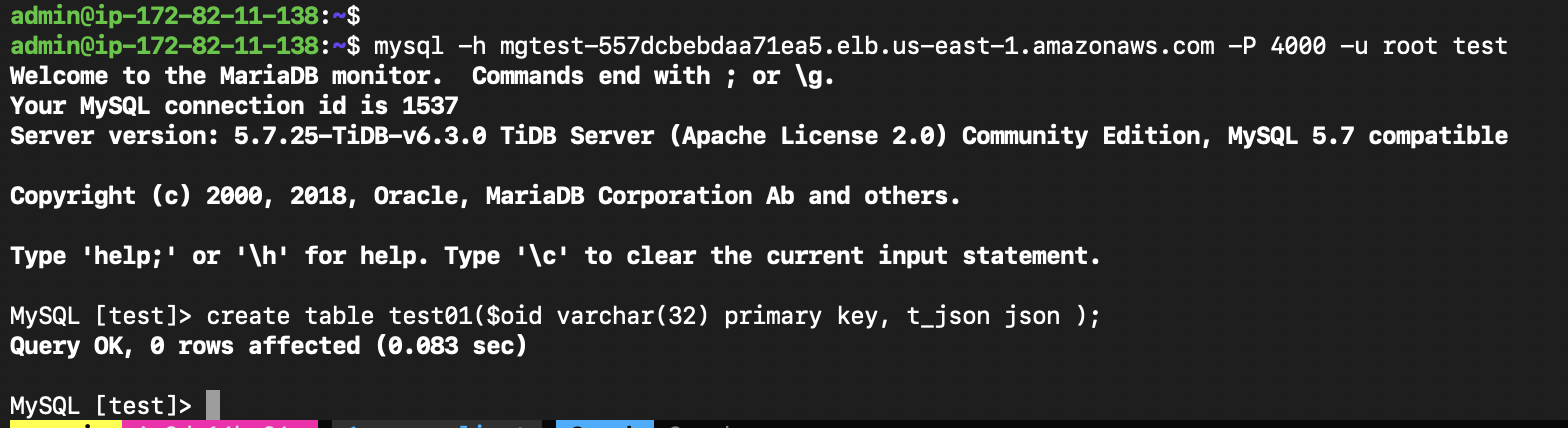 admin@ip-172-82-11-138:~$
admin@ip-172-82-11-138:~$ mysql -h mgtest-557dcbebdaa71ea5.elb.us-east-1.amazonaws.com -P 4000 -u root test
Welcome to the MariaDB monitor.  Commands end with ; or \g.
Your MySQL connection id is 1537
Server version: 5.7.25-TiDB-v6.3.0 TiDB Server (Apache License 2.0) Community Edition, MySQL 5.7 compatible
Copyright (c) 2000, 2018, Oracle, MariaDB Corporation Ab and others.
Type 'help;' or '\h' for help. Type '\c' to clear the current input statement.
MySQL [test]> create table test01($oid varchar(32) primary key, t_json json );
Query OK, 0 rows affected (0.083 sec)
MySQL [test]>